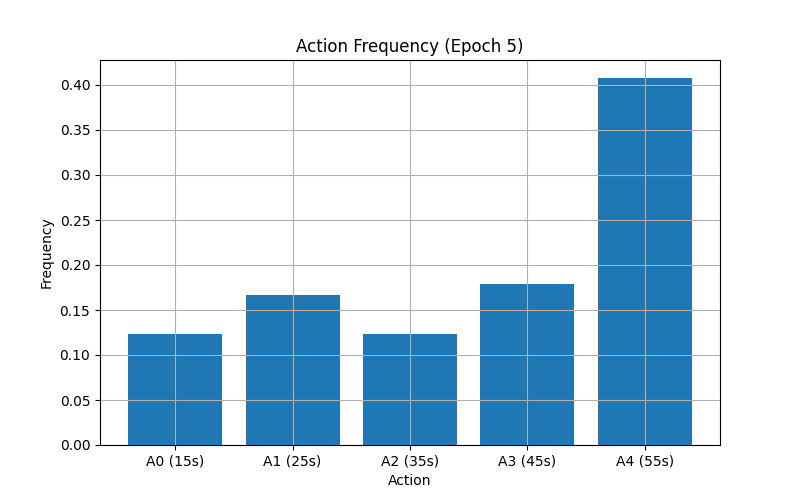 Action Frequency (Epoch 5)
Frequency
0.40
0.35
0.30
0.25
0.20
0.15
0.10
0.05
0.00
A0 (15s) A1 (25s) A2 (35s) A3 (45s) A4 (55s)
Action